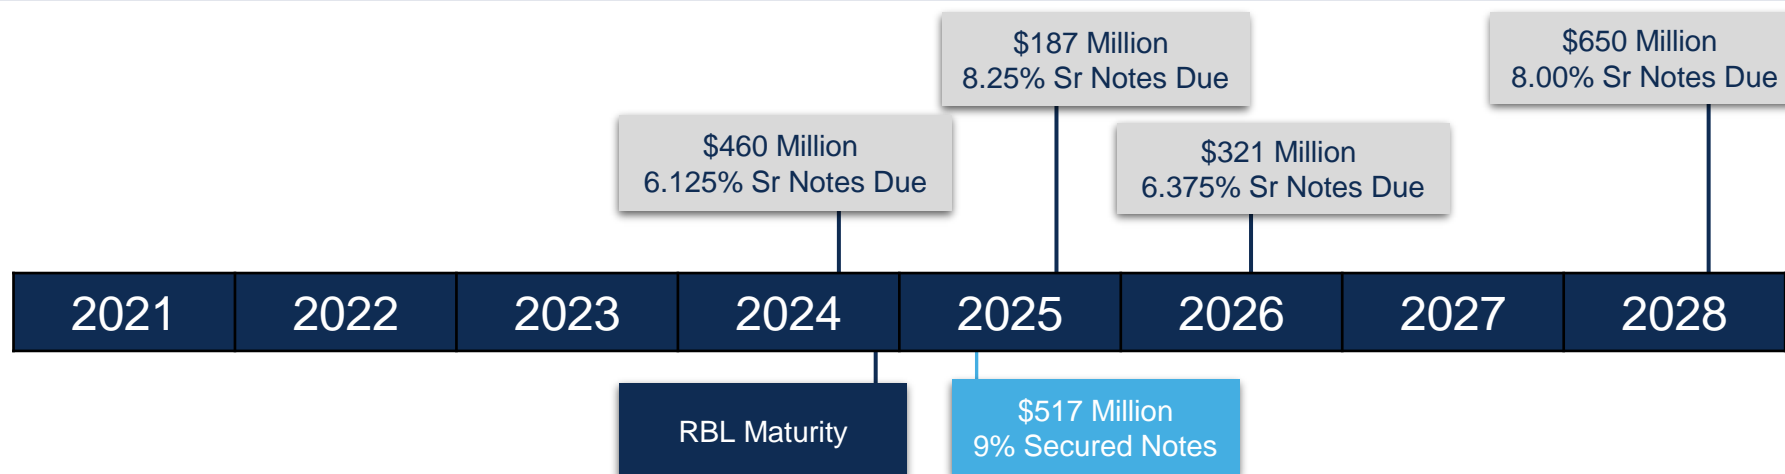 $187 Million
8.25% Sr Notes Due
$650 Million
8.00% Sr Notes Due
$460 Million
6.125% Sr Notes Due
$321 Million
6.375% Sr Notes Due
2021 2022 2023 2024 2025 2026 2027 2028
RBL Maturity
$517 Million
9% Secured Notes